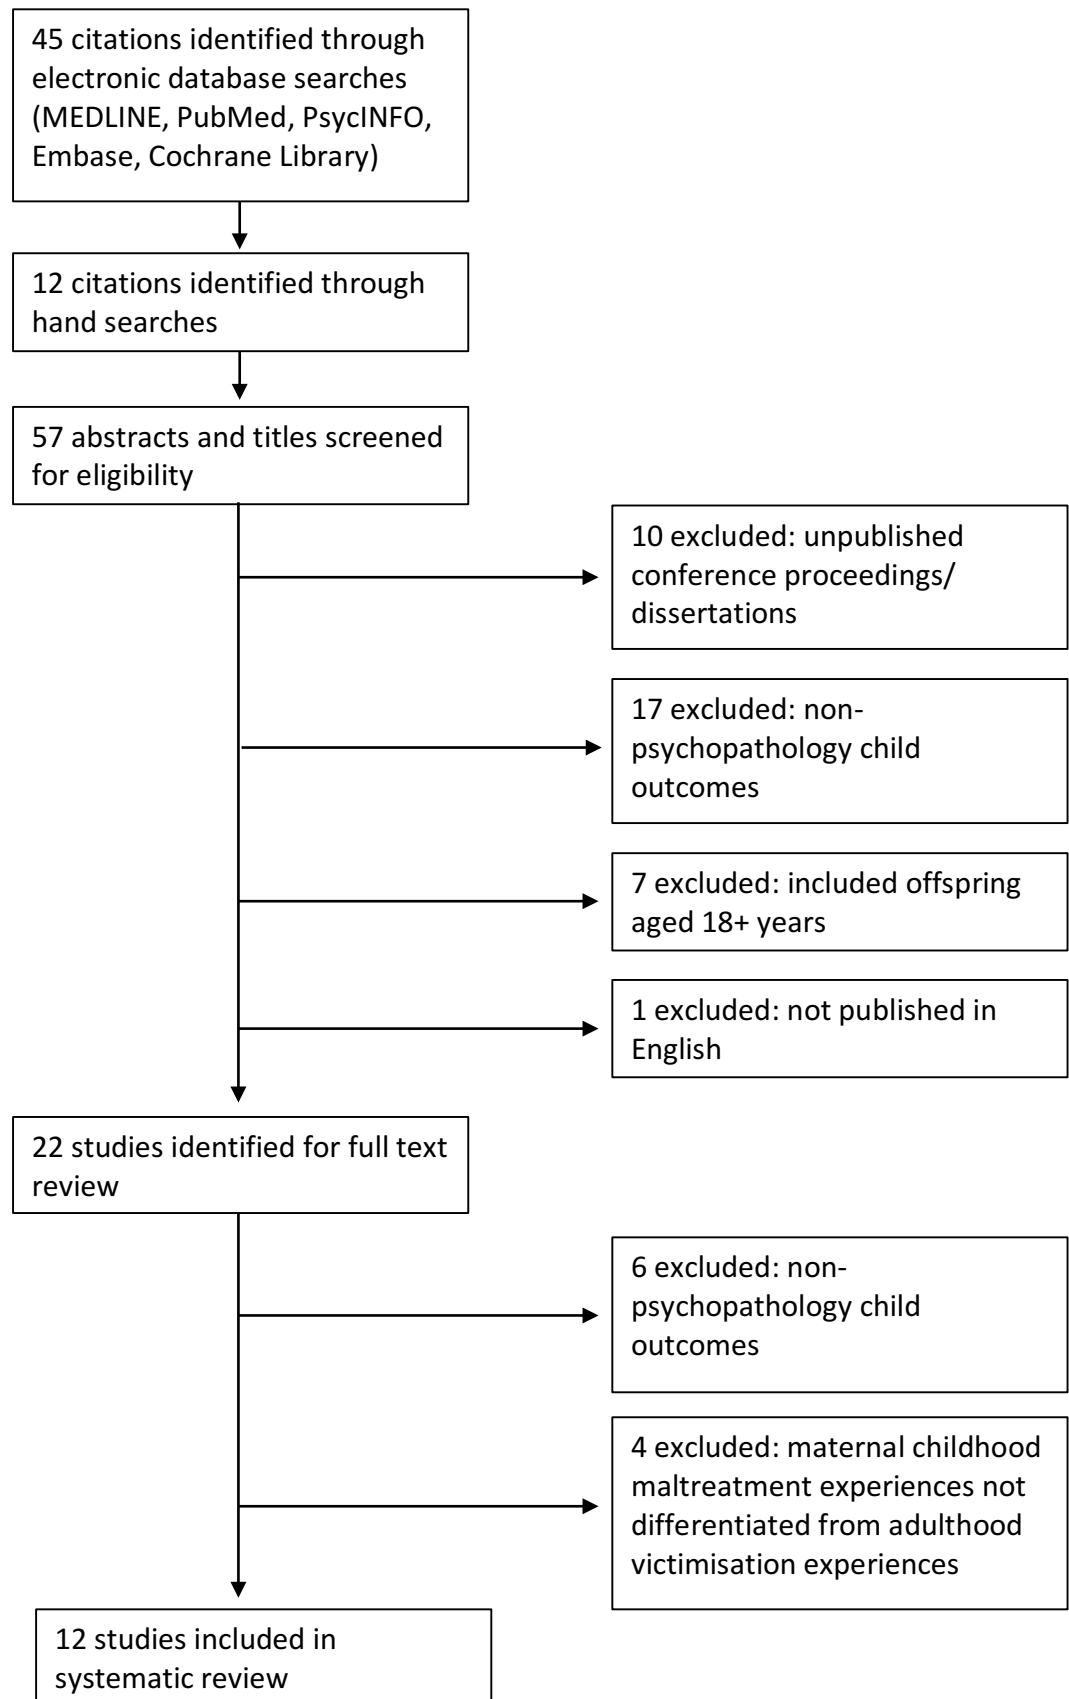 45 citations identified through
electronic database searches
(MEDLINE, PubMed, PsycINFO,
Embase, Cochrane Library)
12 citations identified through
hand searches
57 abstracts and titles screened
for eligibility
10 excluded: unpublished
conference proceedings/
dissertations
17 excluded: non-
psychopathology child
outcomes
7 excluded: included offspring
aged 18+ years
1 excluded: not published in
English
22 studies identified for full text
review
6 excluded: non-
psychopathology child
outcomes
4 excluded: maternal childhood
maltreatment experiences not
differentiated from adulthood
victimisation experiences
12 studies included in
systematic review